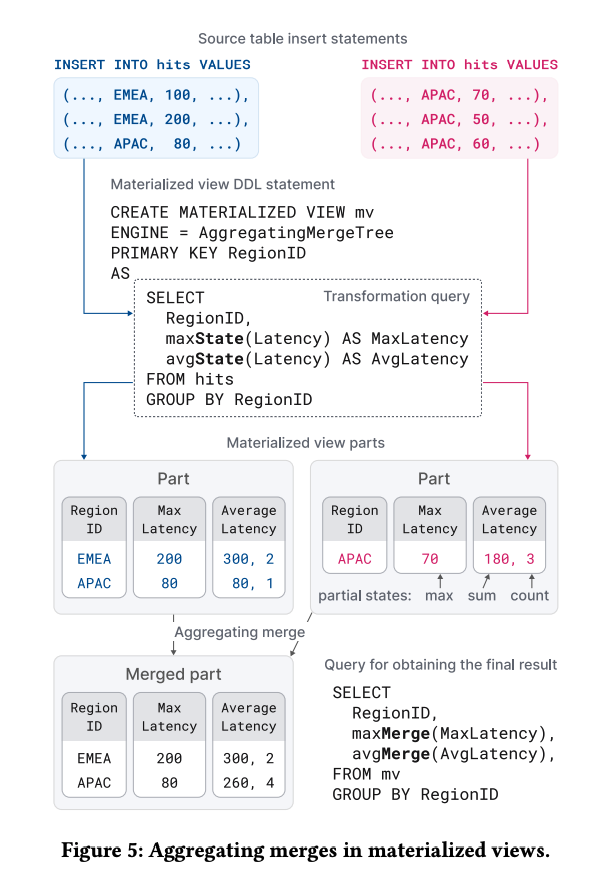 Source table insert statements
INSERT INTO hits VALUES
(..., EMEA, 100, ...),
(..., EMEA, 200, ...),
(..., APAC,  80, ...)
INSERT INTO hits VALUES
(..., APAC, 70, ...),
(..., APAC, 50, ...),
(..., APAC, 60, ...)
Materialized view DDL statement
CREATE MATERIALIZED VIEW mv
ENGINE = AggregatingMergeTree
PRIMARY KEY RegionID
AS
Transformation query
SELECT
RegionID,
maxState(Latency) AS MaxLatency
avgState(Latency) AS AvgLatency
FROM hits
GROUP BY RegionID
Materialized view parts
Part
Region ID Max Latency Average Latency
EMEA 200 300, 2
APAC 80 80, 1
Part
Region ID Max Latency Average Latency
APAC 70 180, 3
partial states: max sum count
Aggregating merge
Merged part
Region ID Max Latency Average Latency
EMEA 200 300, 2
APAC 80 260, 4
Query for obtaining the final result
SELECT
RegionID,
maxMerge(MaxLatency),
avgMerge(AvgLatency),
FROM mv
GROUP BY RegionID
Figure 5: Aggregating merges in materialized views.